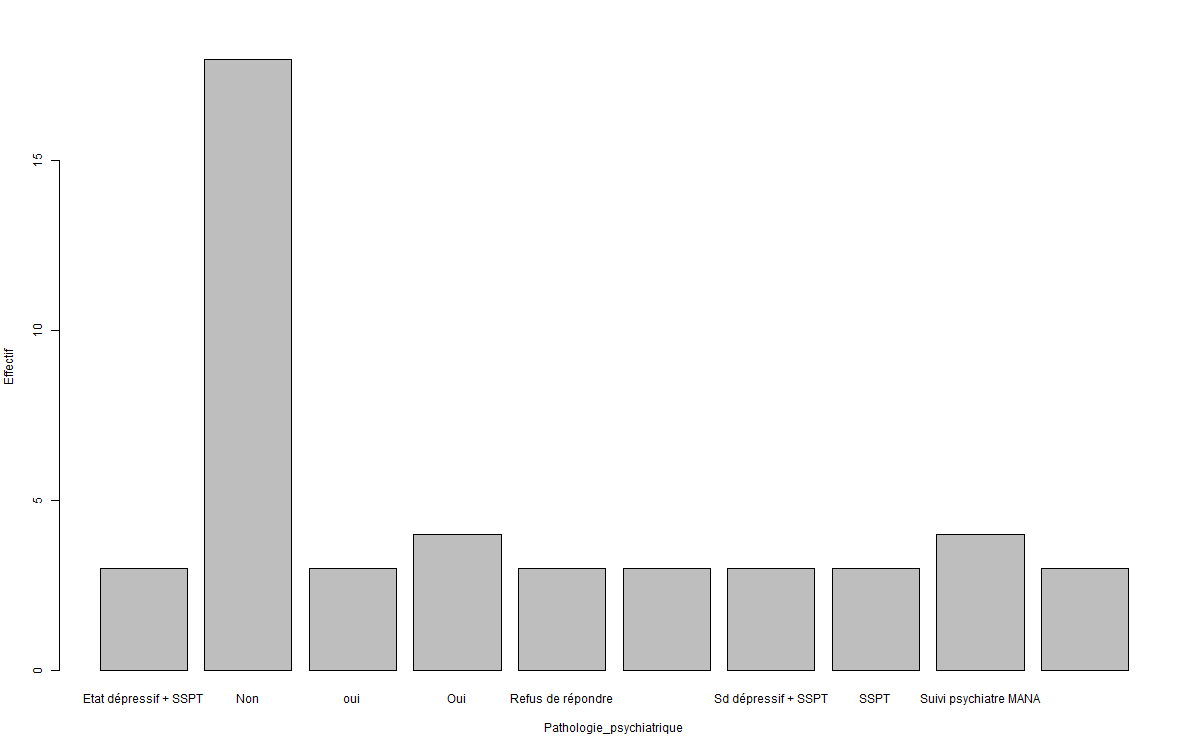 15
10
5
0
Effectif
Etat dépressif + SSPT Non oui Oui Refus de répondre Sd dépressif + SSPT SSPT Suivi psychiatre MANA
Pathologie_psychiatrique